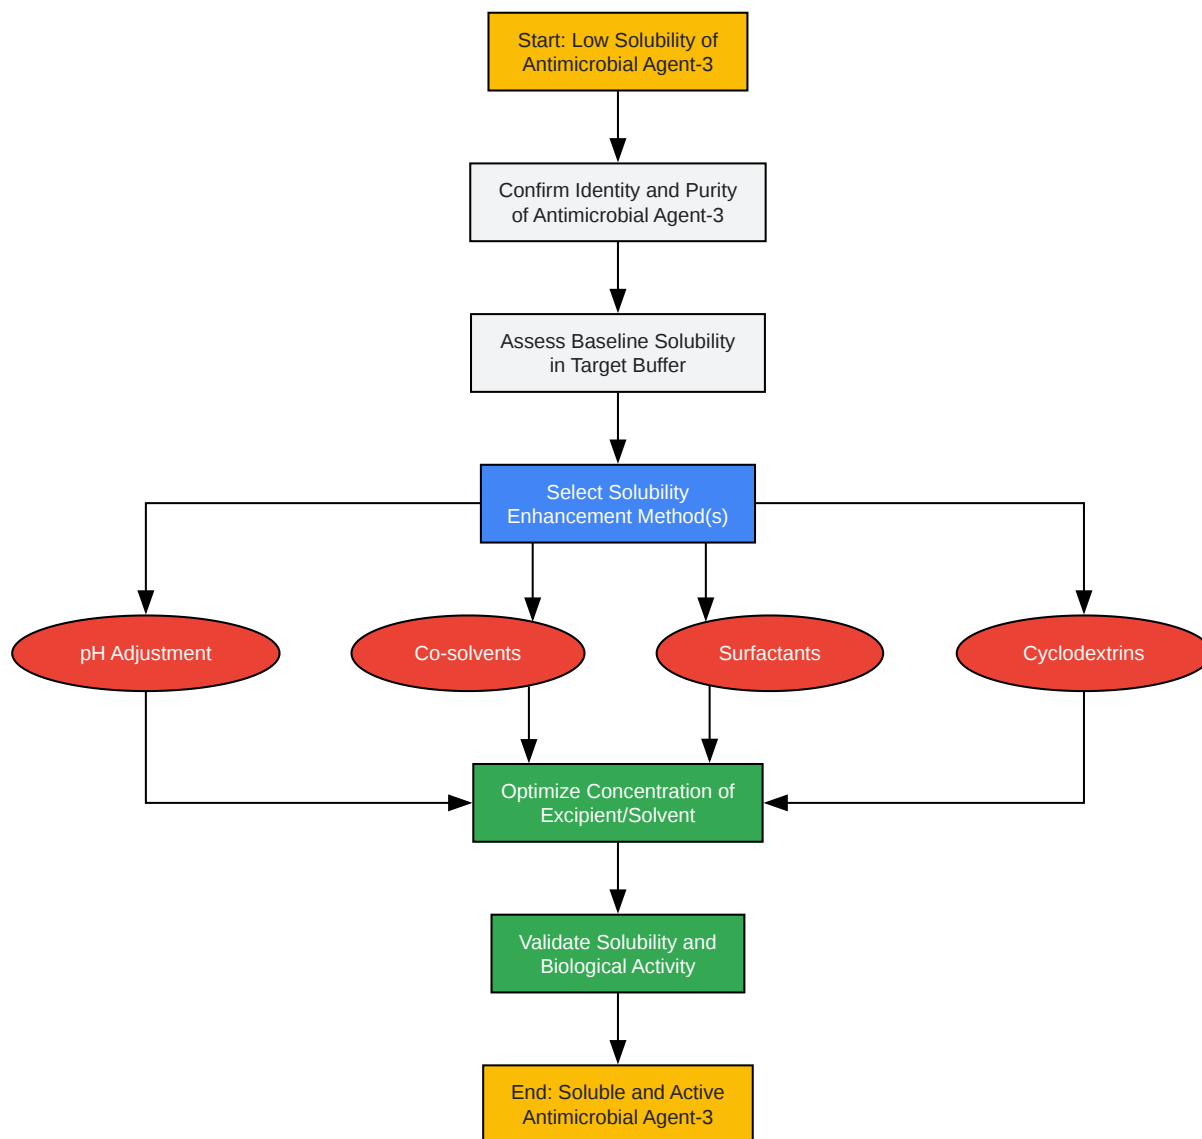 Start: Low Solubility of
Antimicrobial Agent-3
Confirm Identity and Purity
of Antimicrobial Agent-3
Assess Baseline Solubility
in Target Buffer
Select Solubility
Enhancement Method(s)
pH Adjustment
Co-solvents
Surfactants
Cyclodextrins
Optimize Concentration of
Excipient/Solvent
Validate Solubility and
Biological Activity
End: Soluble and Active
Antimicrobial Agent-3